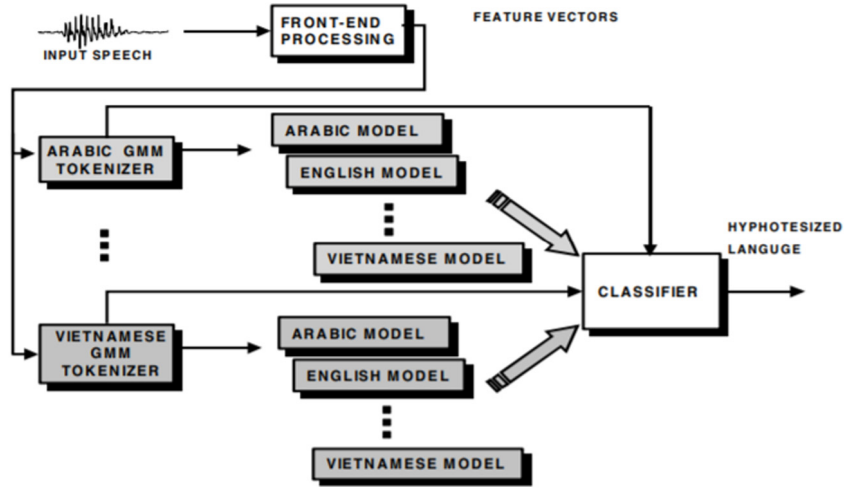 FRONT-END
PROCESSING
FEATURE VECTORS
INPUT SPEECH
ARABIC GMM
TOKENIZER
ARABIC MODEL
ENGLISH MODEL
VIETNAMESE MODEL
HYPHOTESIZED
LANGUGE
CLASSIFIER
VIETNAMESE
GMM
TOKENIZER
ARABIC MODEL
ENGLISH MODEL
VIETNAMESE MODEL